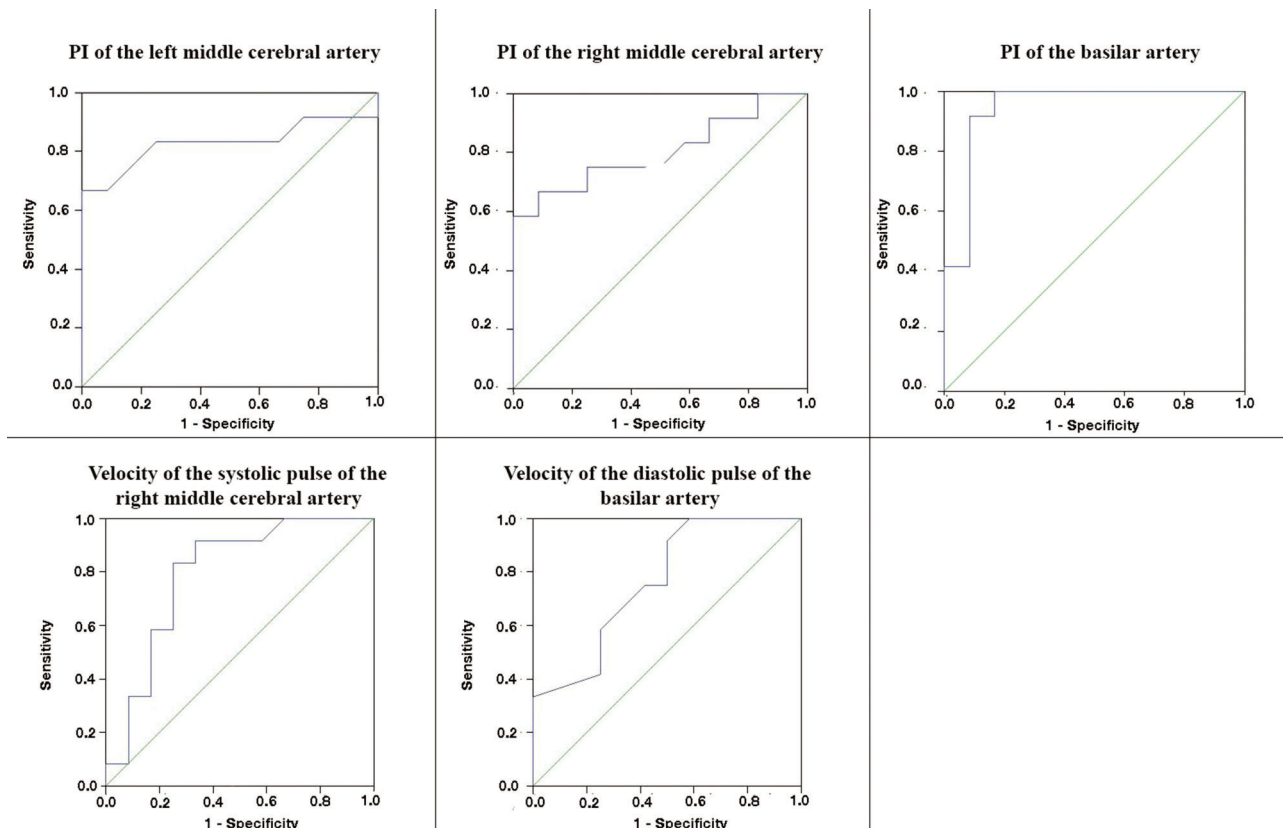 PI of the left middle cerebral artery
1.0
0.8
0.6
0.4
0.2
0.0
Sensitivity
0.0 0.2 0.4 0.6 0.8 1.0
1 - Specificity
PI of the right middle cerebral artery
1.0
0.8
0.6
0.4
0.2
0.0
Sensitivity
0.0 0.2 0.4 0.6 0.8 1.0
1 - Specificity
PI of the basilar artery
1.0
0.8
0.6
0.4
0.2
0.0
Sensitivity
0.0 0.2 0.4 0.6 0.8 1.0
1 - Specificity
Velocity of the systolic pulse of the
right middle cerebral artery
1.0
0.8
0.6
0.4
0.2
0.0
Sensitivity
0.0 0.2 0.4 0.6 0.8 1.0
1 - Specificity
Velocity of the diastolic pulse of the
basilar artery
1.0
0.8
0.6
0.4
0.2
0.0
Sensitivity
0.0 0.2 0.4 0.6 0.8 1.0
1 - Specificity